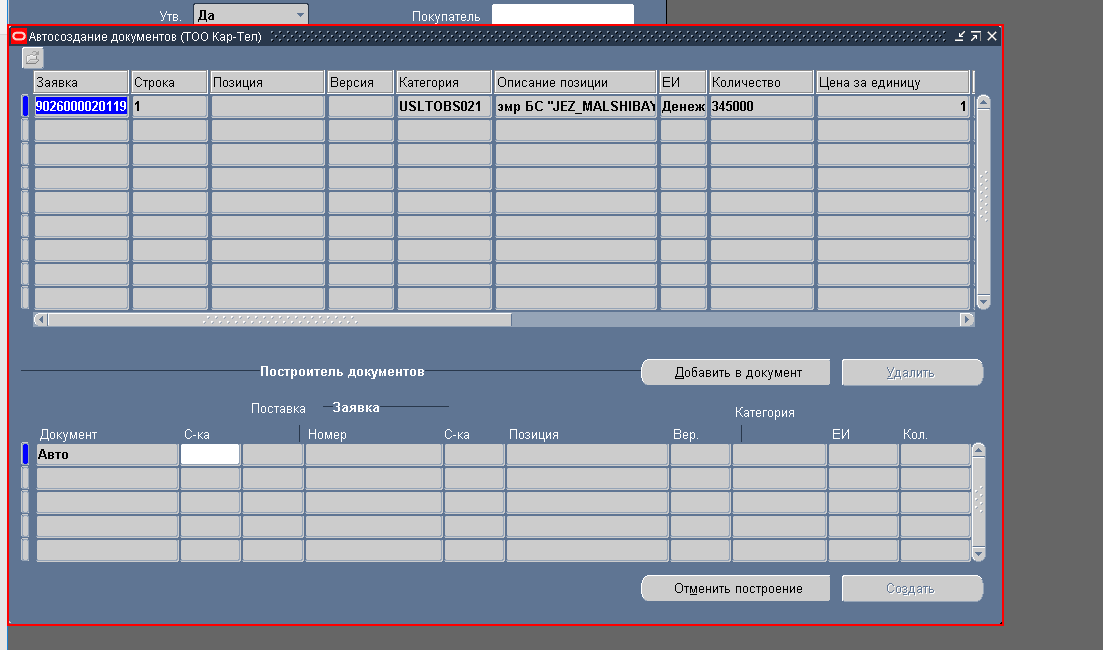 Утв. Да Покупатель
Автосоздание документов (ТОО Кар-Тел)
Заявка Строка Позиция Версия Категория Описание позиции ЕИ Количество Цена за единицу
9026000020119 1 USLTOBS021 змр БС "JEZ_MALSHIBAY Денеж 345000 1
Построитель документов Добавить в документ Удалить
Поставка Заявка Категория
Документ С-ка Номер С-ка Позиция Вер. ЕИ Кол.
Авто
Отменить построение Создать